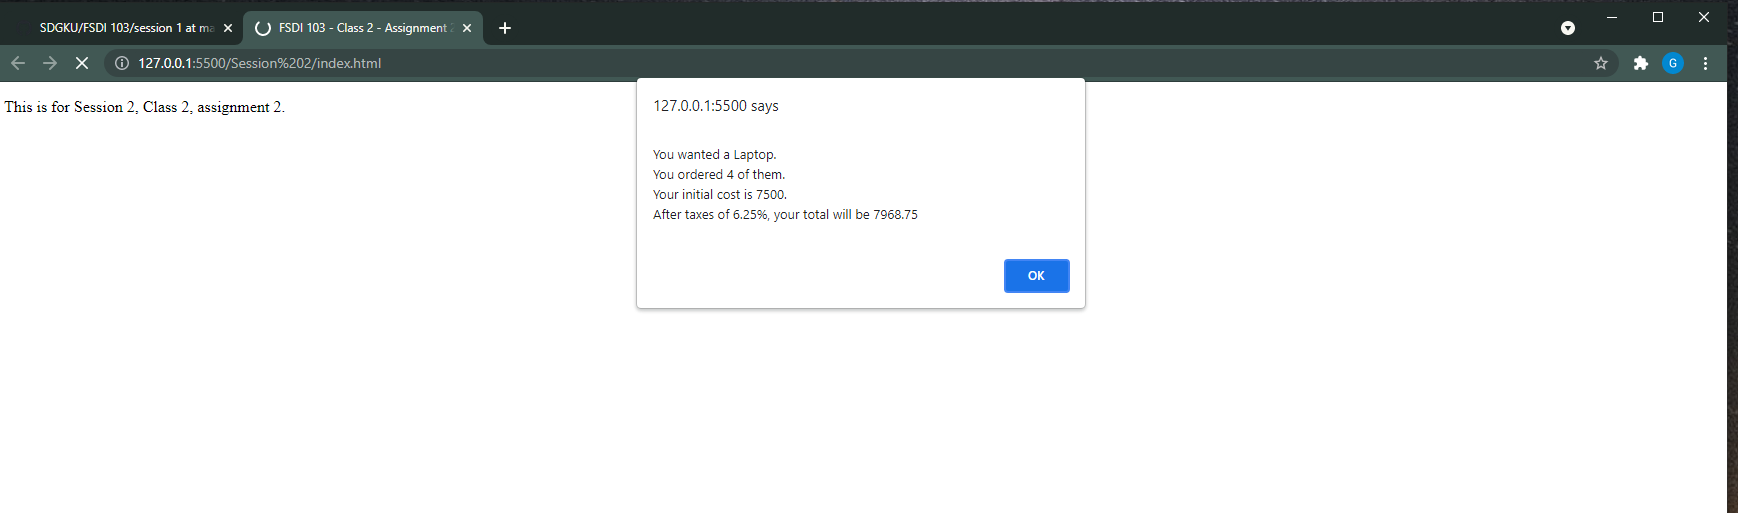 SDGKU/FSDI 103/session 1 at ma
FSDI 103 - Class 2 - Assignment 2
127.0.0.1:5500/Session%202/index.html
G
This is for Session 2, Class 2, assignment 2.
127.0.0.1:5500 says
You wanted a Laptop.
You ordered 4 of them.
Your initial cost is 7500.
After taxes of 6.25%, your total will be 7968.75
OK